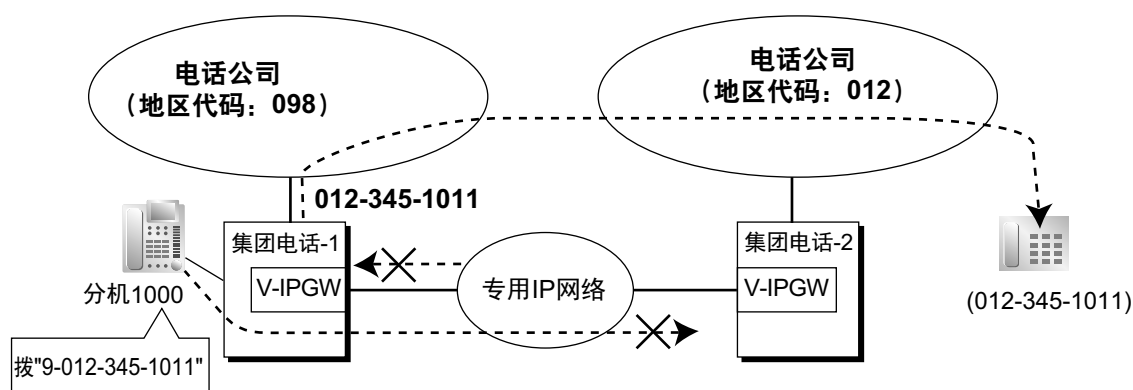 电话公司
（地区代码：098）
电话公司
（地区代码：012）
012-345-1011
集团电话-1
V-IPGW
专用IP网络
集团电话-2
V-IPGW
(012-345-1011)
分机1000
拨"9-012-345-1011"